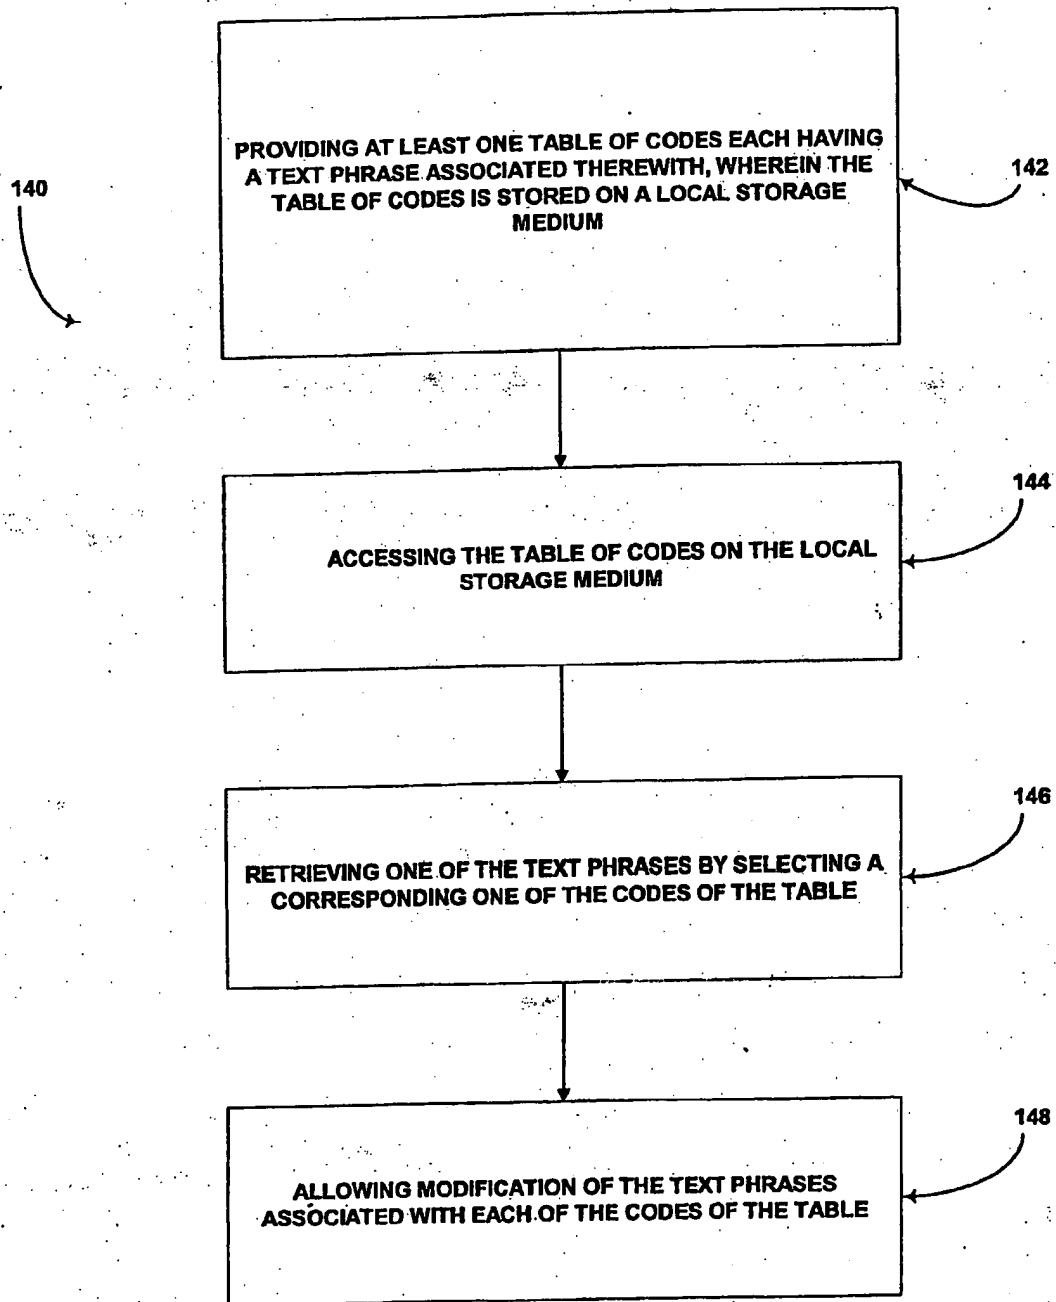 PROVIDING AT LEAST ONE TABLE OF CODES EACH HAVING
A TEXT PHRASE ASSOCIATED THEREWITH, WHEREIN THE
TABLE OF CODES IS STORED ON A LOCAL STORAGE
MEDIUM
140
142
144
ACCESSING THE TABLE OF CODES ON THE LOCAL
STORAGE MEDIUM
146
RETRIEVING ONE OF THE TEXT PHRASES BY SELECTING A
CORRESPONDING ONE OF THE CODES OF THE TABLE
148
ALLOWING MODIFICATION OF THE TEXT PHRASES
ASSOCIATED WITH EACH OF THE CODES OF THE TABLE